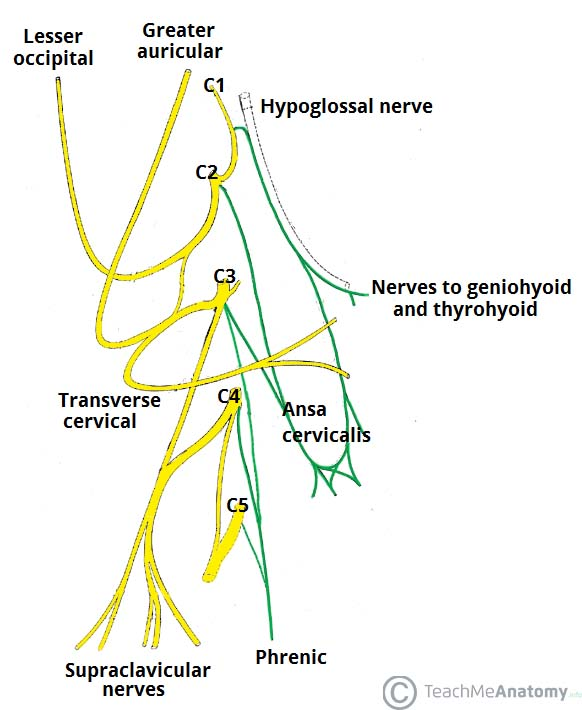 Lesser
occipital
Greater
auricular
C1
Hypoglossal nerve
C2
C3
Nerves to geniohyoid
and thyrohyoid
Transverse
cervical
C4
Ansa
cervicalis
C5
Phrenic
Supraclavicular
nerves
© TeachMeAnatomy.info